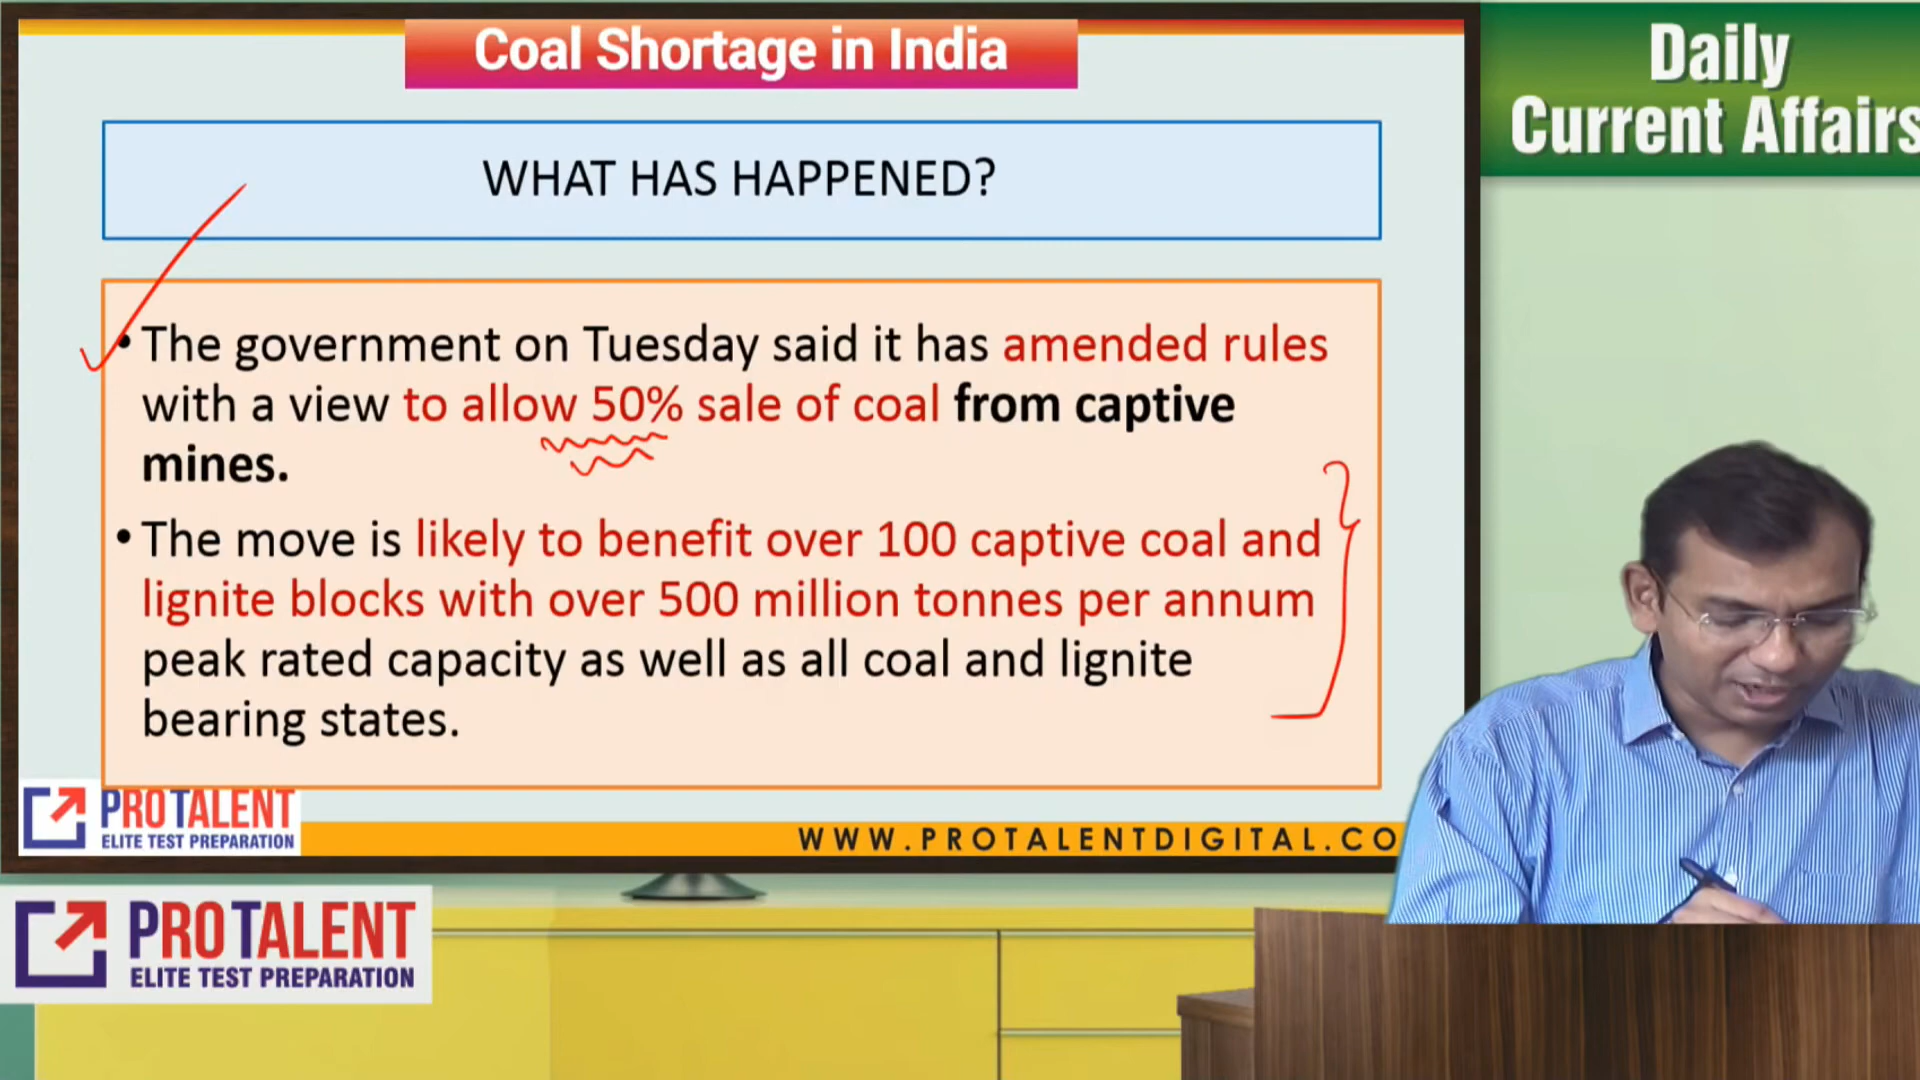 Coal Shortage in India
Daily
Current Affairs
WHAT HAS HAPPENED?
• The government on Tuesday said it has amended rules
with a view to allow 50% sale of coal from captive
mines.
• The move is likely to benefit over 100 captive coal and
lignite blocks with over 500 million tonnes per annum
peak rated capacity as well as all coal and lignite
bearing states.
PROTALENT
ELITE TEST PREPARATION
WWW.PROTALENTDIGITAL.CO
PROTALENT
ELITE TEST PREPARATION